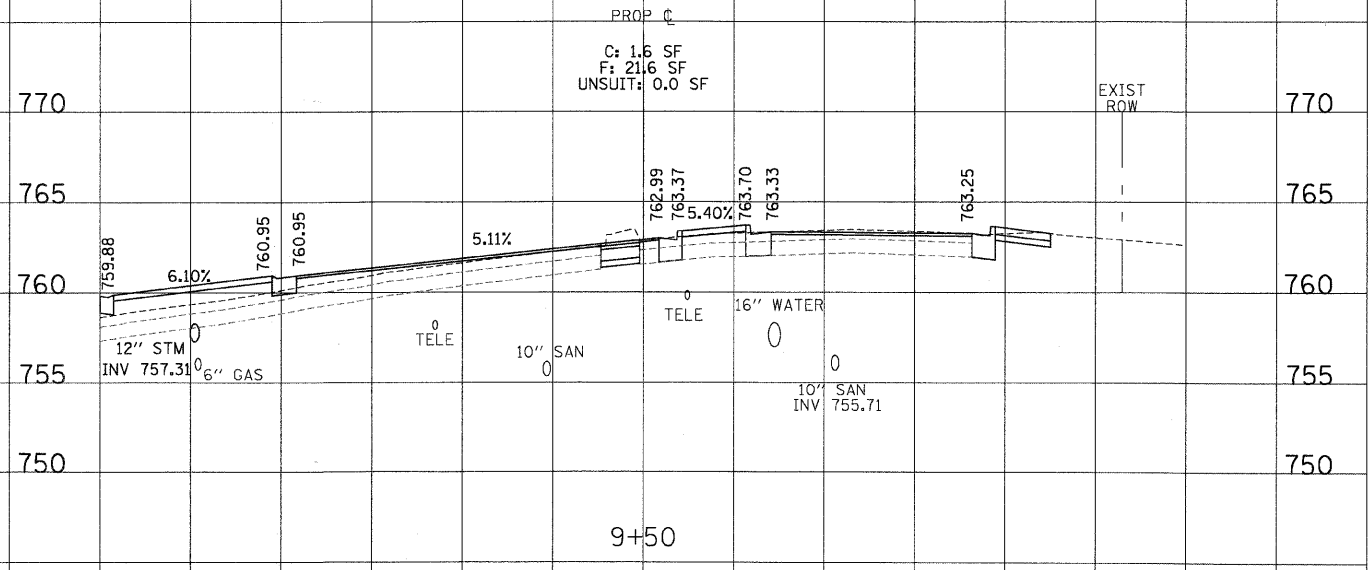 PROP ℄
C: 1.6 SF
F: 21.6 SF
UNSUIT: 0.0 SF
EXIST
ROW
770
770
765
765
762.99
763.37
763.70
763.33
763.25
5.40%
759.88
760.95
760.95
5.11%
6.10%
760
760
TELE
16" WATER
TELE
12" STM
INV 757.31
6" GAS
10" SAN
755
755
10" SAN
INV 755.71
750
750
9+50